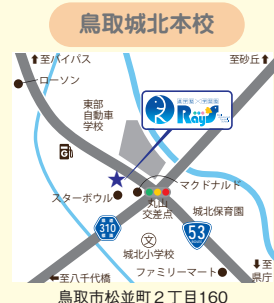 鳥取城北本校
⬆至バイパス
至砂丘⬆
ローソン
東部
自動車
学校
Ray's
スターボウル
マクドナルド
丸山
交差点
城北保育園
310
53
文
城北小学校
⬇至
県庁
ファミリーマート
⬅至八千代橋
鳥取市松並町2丁目160